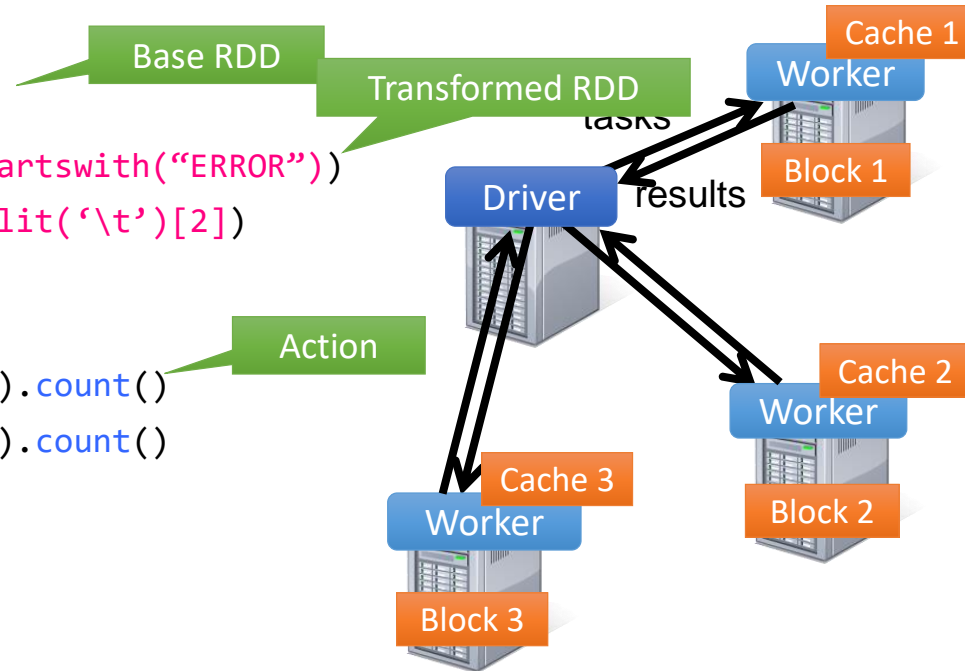 Base RDD
Transformed RDD
artswith(“ERROR”))
lit(‘\t’)[2])
Action
).count()
).count()
tasks
results
Driver
Cache 1
Worker
Block 1
Cache 2
Worker
Block 2
Cache 3
Worker
Block 3